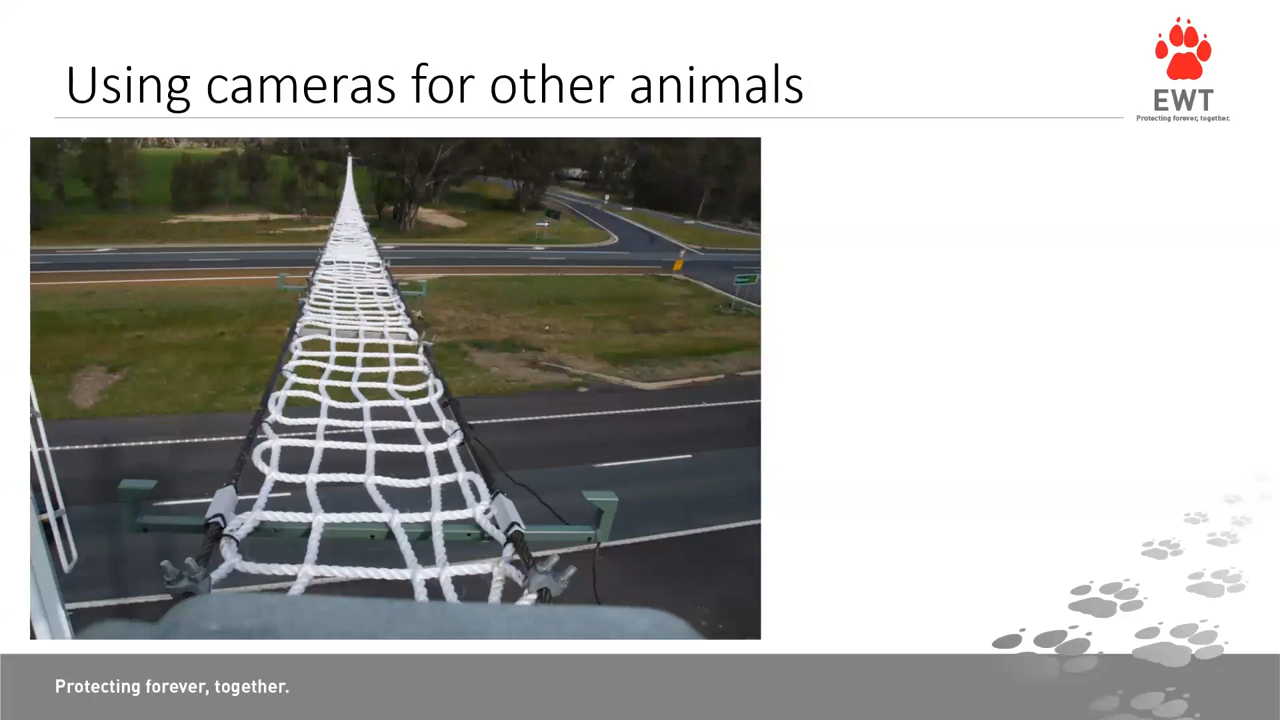 Using cameras for other animals
EWT
Protecting forever, together.
Protecting forever, together.